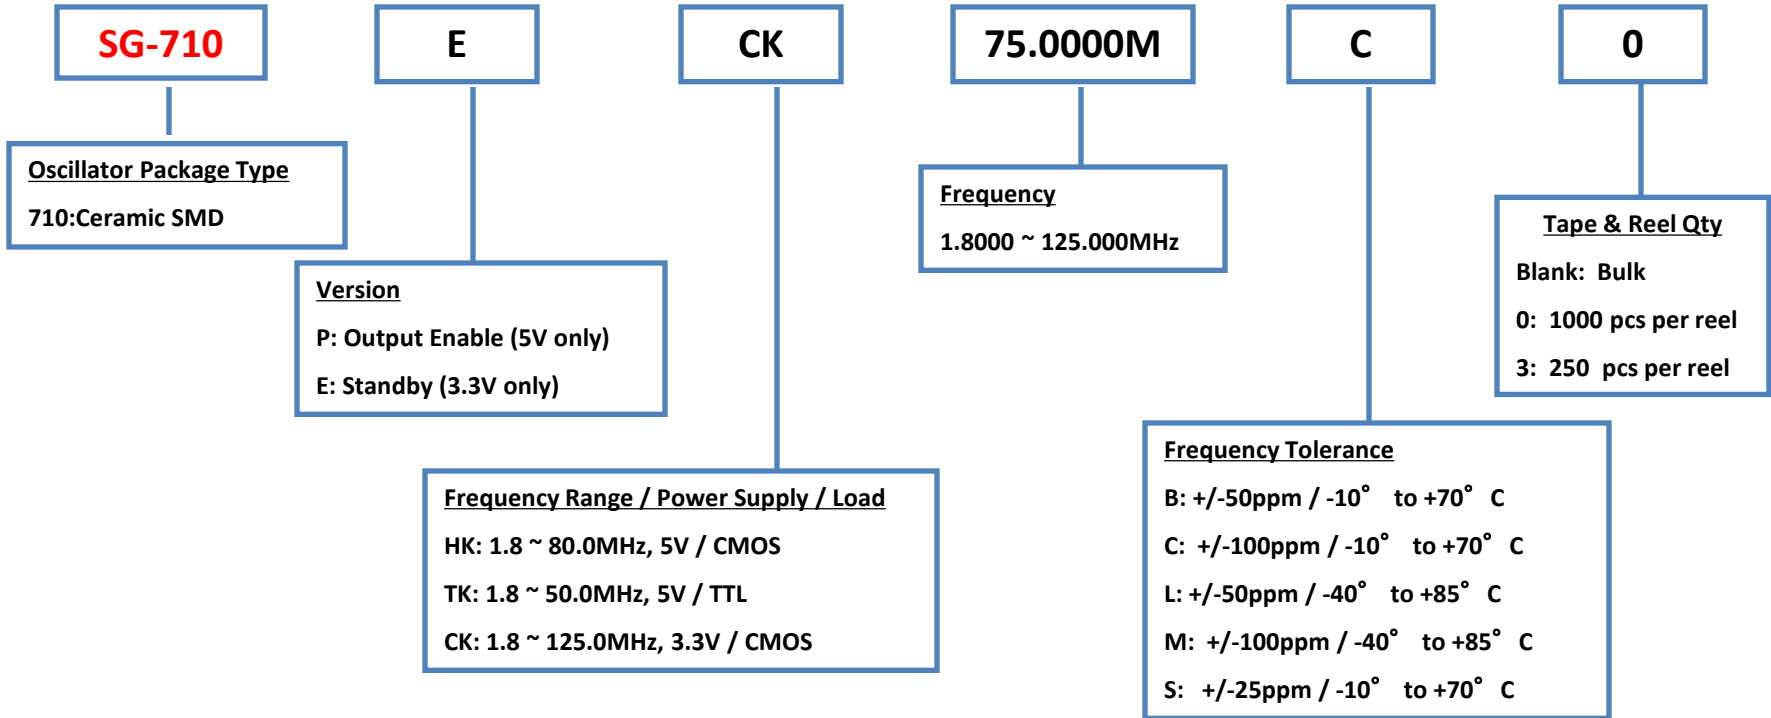 SG-710 E CK 75.0000M C 0
Oscillator Package Type
710:Ceramic SMD
Version
P: Output Enable (5V only)
E: Standby (3.3V only)
Frequency Range / Power Supply / Load
HK: 1.8 ~ 80.0MHz, 5V / CMOS
TK: 1.8 ~ 50.0MHz, 5V / TTL
CK: 1.8 ~ 125.0MHz, 3.3V / CMOS
Frequency
1.8000 ~ 125.000MHz
Frequency Tolerance
B: +/-50ppm / -10° to +70° C
C: +/-100ppm / -10° to +70° C
L: +/-50ppm / -40° to +85° C
M: +/-100ppm / -40° to +85° C
S: +/-25ppm / -10° to +70° C
Tape & Reel Qty
Blank: Bulk
0: 1000 pcs per reel
3: 250 pcs per reel